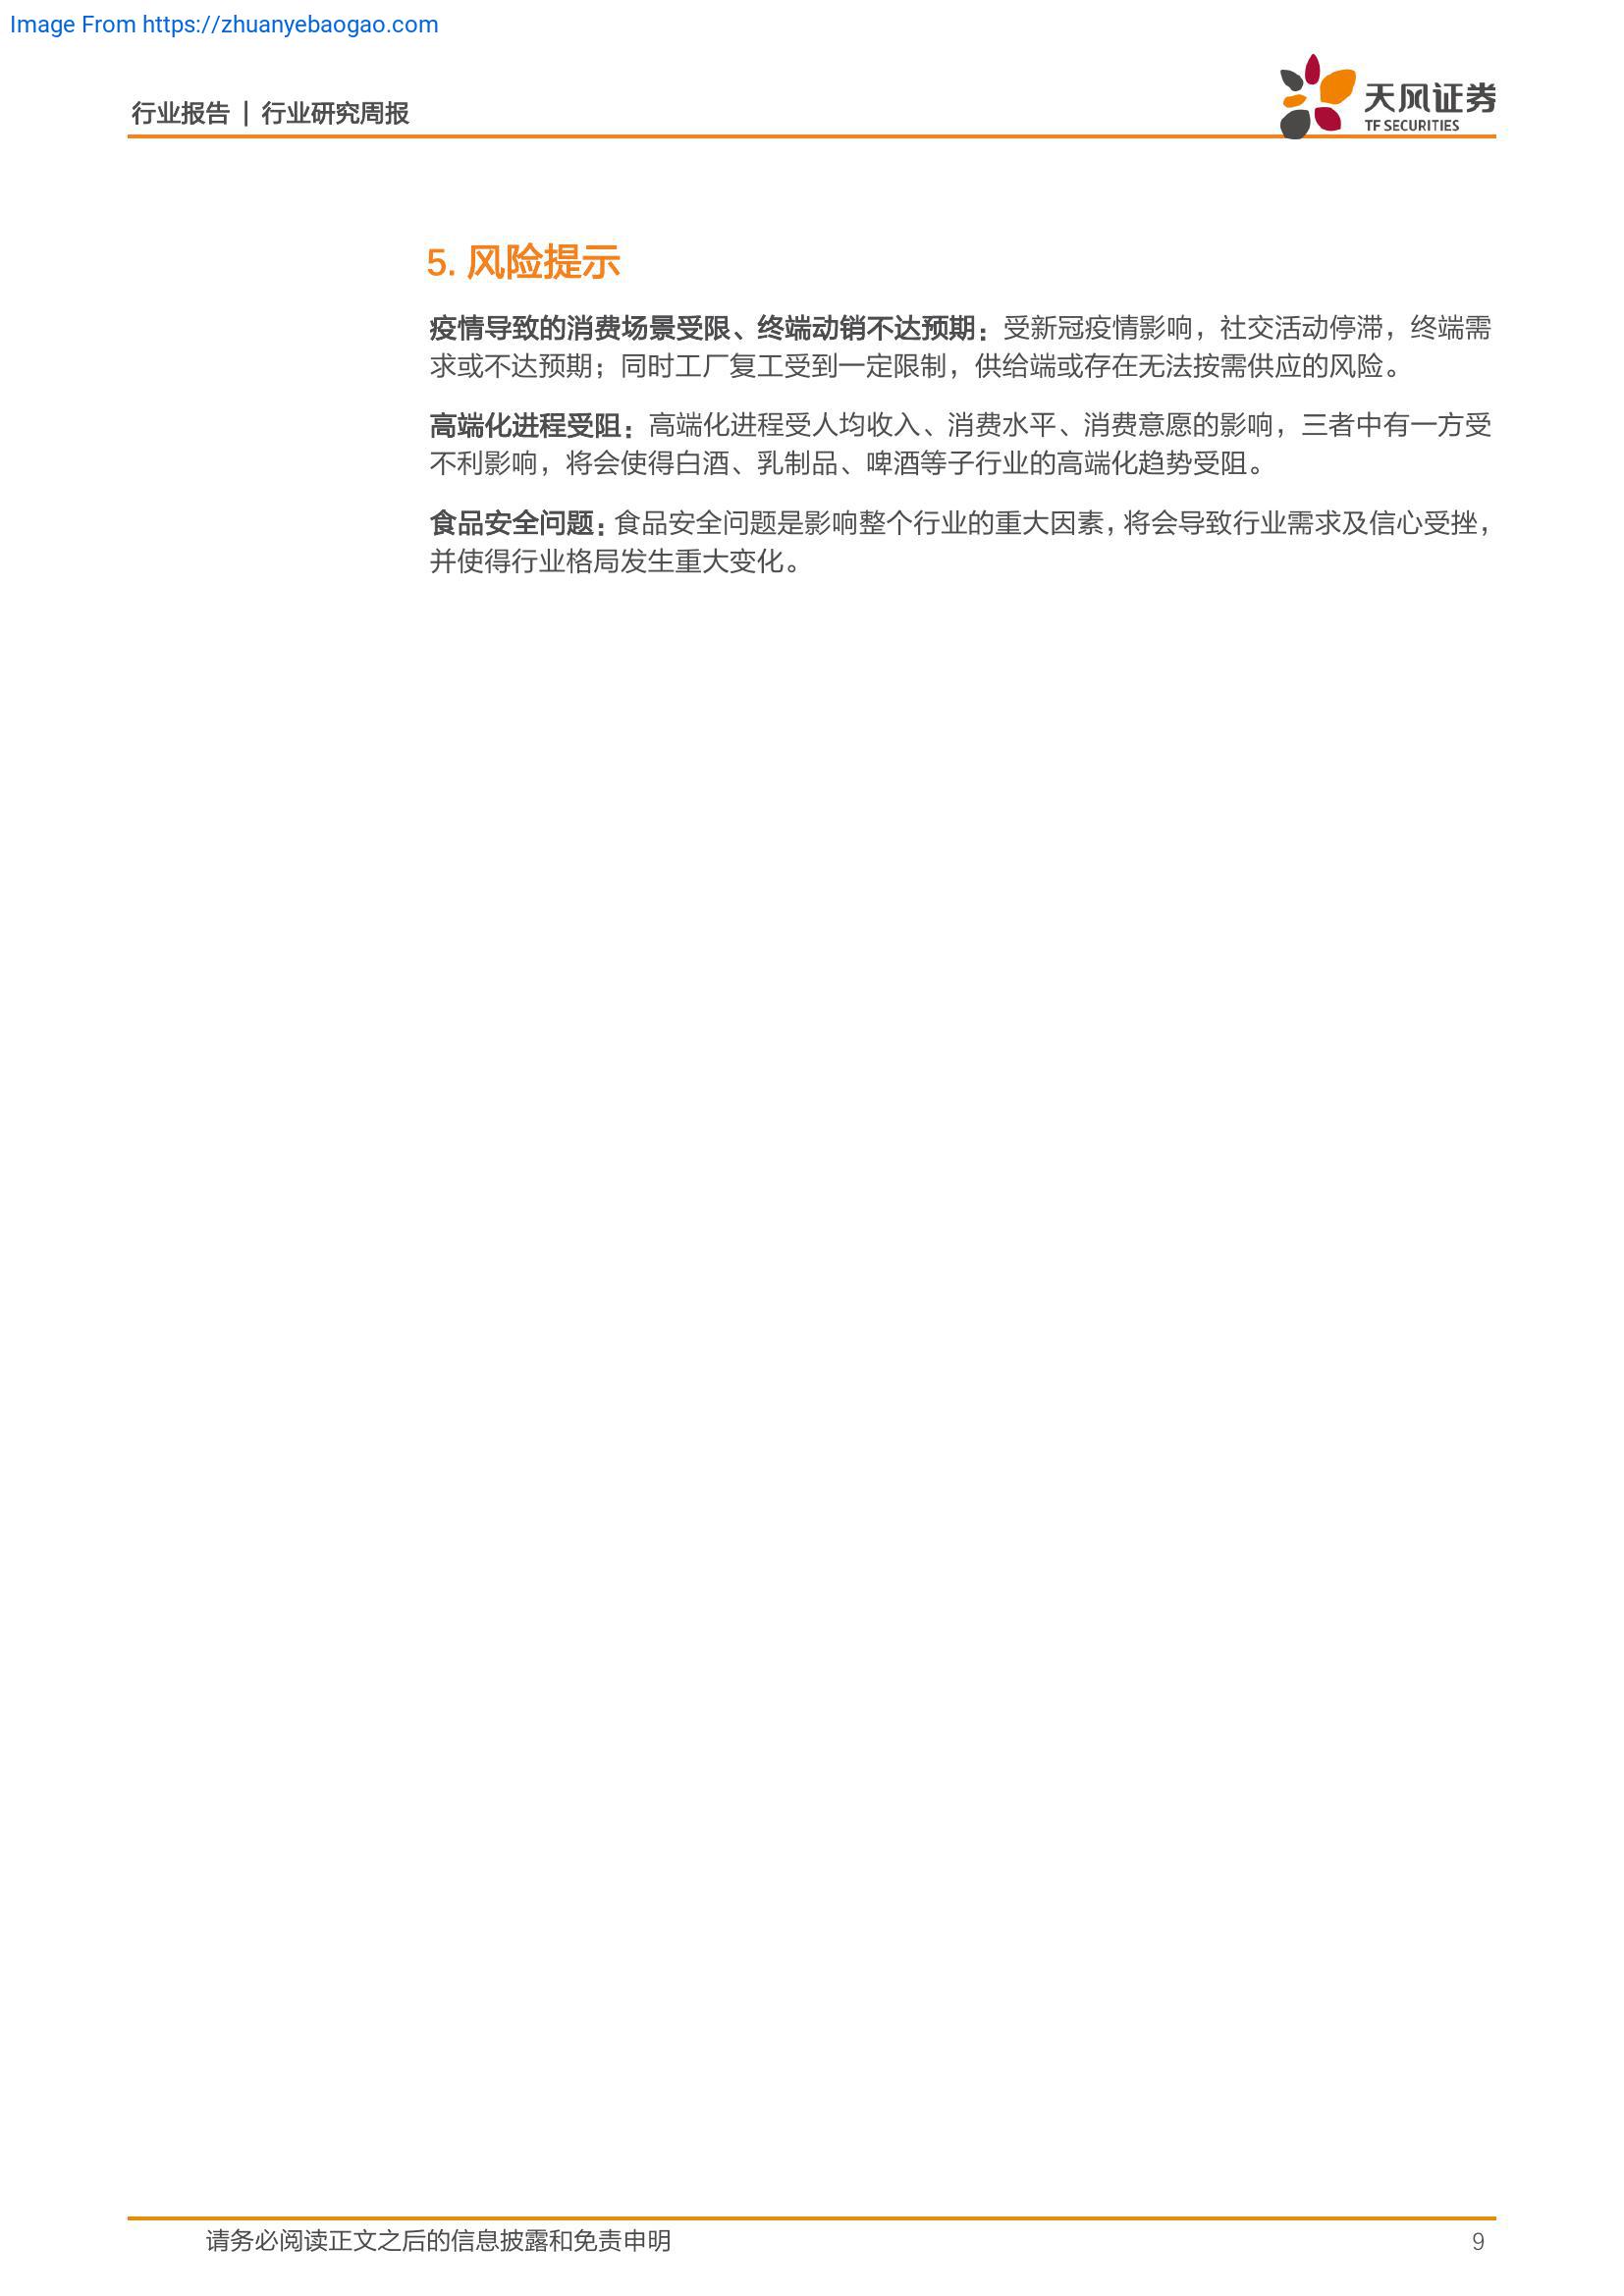 Image From https://zhuanyebaogao.com
行业报告 | 行业研究周报
天风证券
TF SECURITIES
5. 风险提示
疫情导致的消费场景受限、终端动销不达预期：受新冠疫情影响，社交活动停滞，终端需
求或不达预期；同时工厂复工受到一定限制，供给端或存在无法按需供应的风险。
高端化进程受阻：高端化进程受人均收入、消费水平、消费意愿的影响，三者中有一方受
不利影响，将会使得白酒、乳制品、啤酒等子行业的高端化趋势受阻。
食品安全问题：食品安全问题是影响整个行业的重大因素，将会导致行业需求及信心受挫，
并使得行业格局发生重大变化。
请务必阅读正文之后的信息披露和免责申明
9